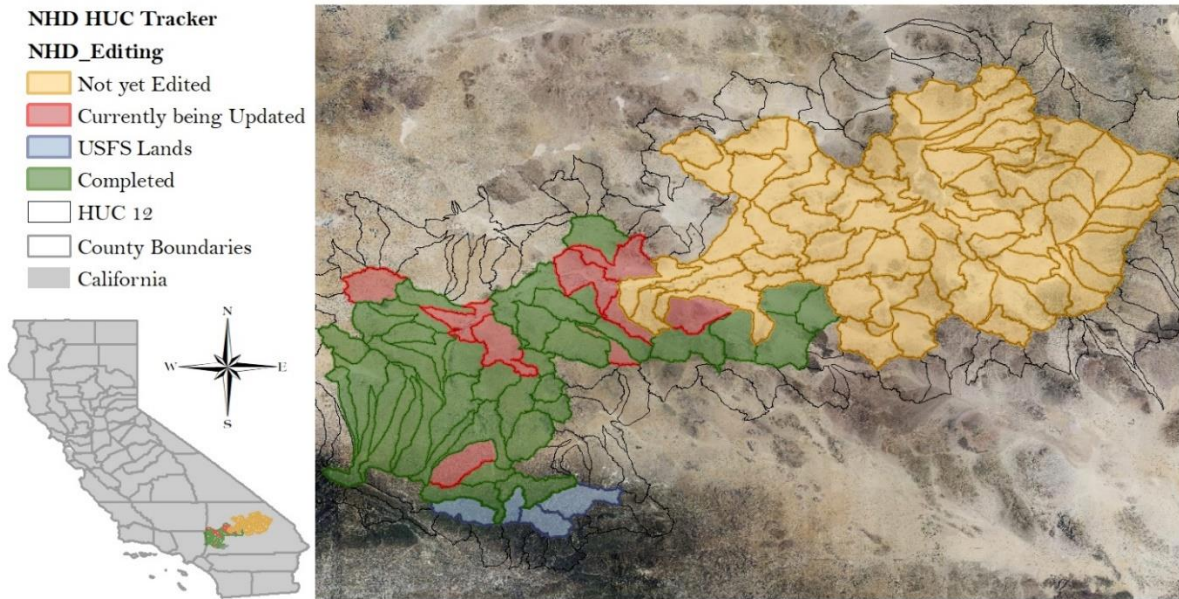 NHD HUC Tracker
NHD_Editing
Not yet Edited
Currently being Updated
USFS Lands
Completed
HUC 12
County Boundaries
California
N
W
E
S